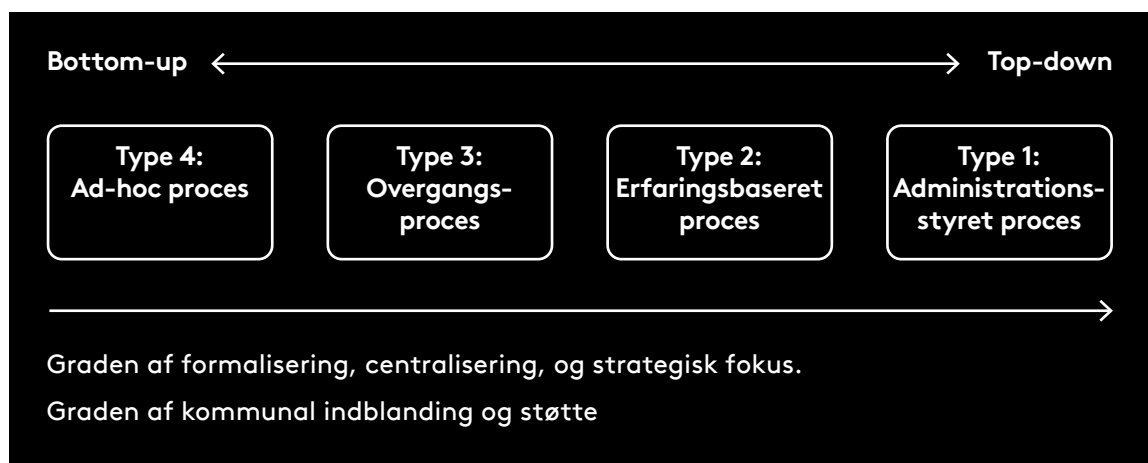 Bottom-up
Top-down
Type 4:
Ad-hoc proces
Type 3:
Overgangs-
proces
Type 2:
Erfaringsbaseret
proces
Type 1:
Administrations-
styret proces
Graden af formalisering, centralisering, og strategisk fokus.
Graden af kommunal indblanding og støtte